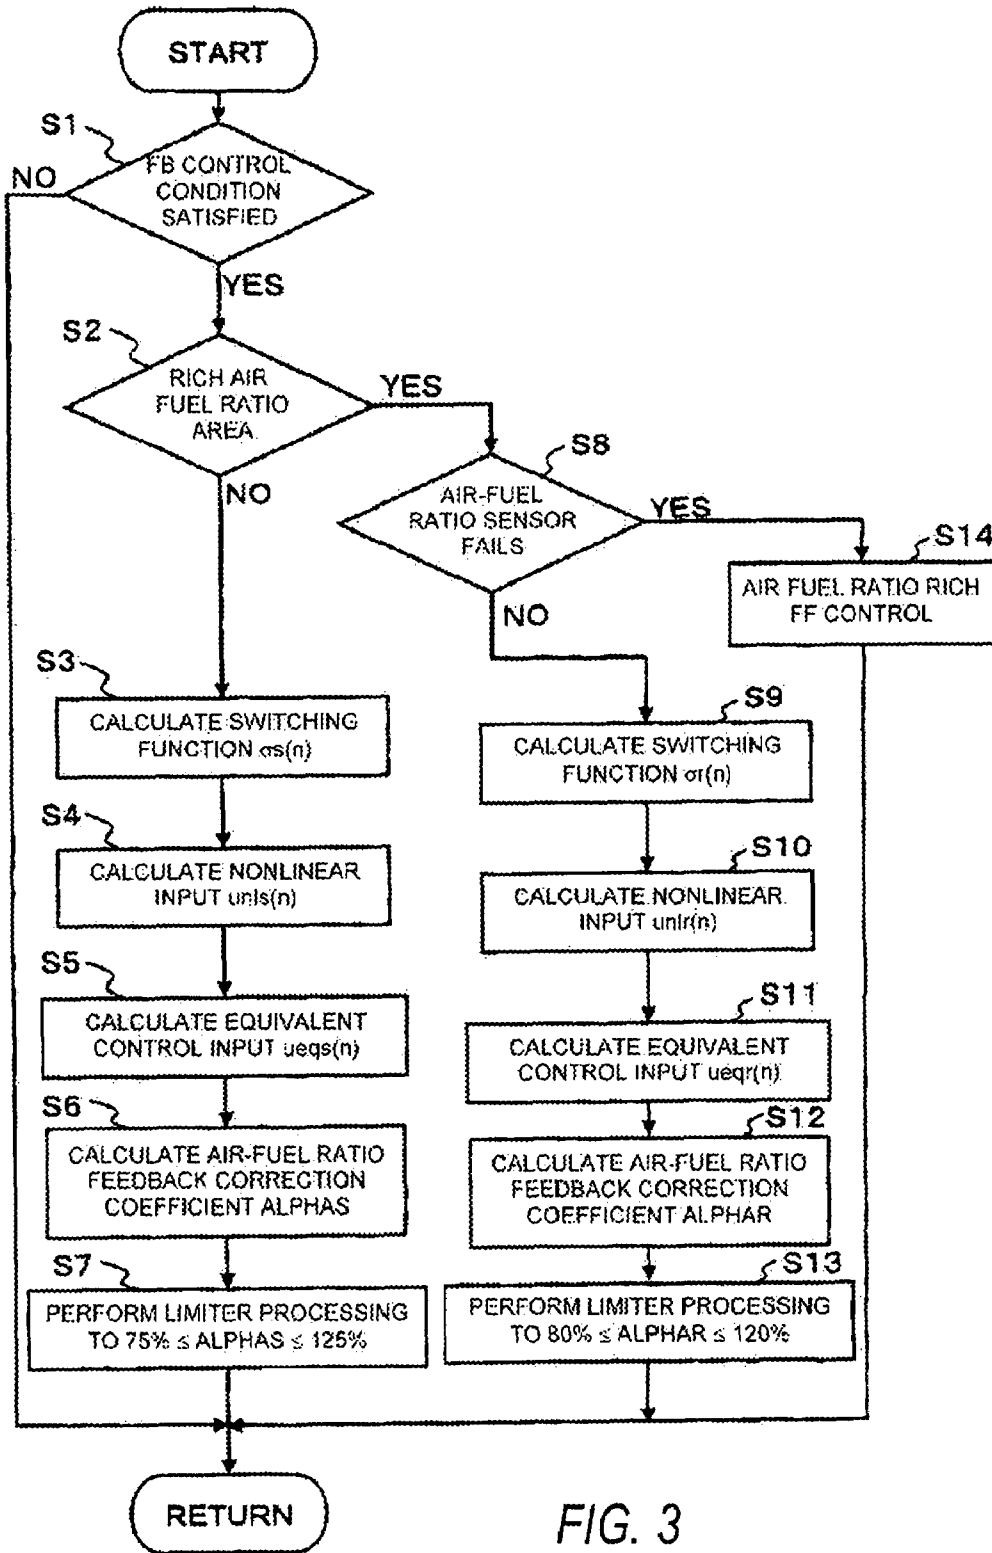 START
S1
FB CONTROL
CONDITION
SATISFIED
NO
YES
S2
RICH AIR
FUEL RATIO
AREA
YES
NO
S8
AIR-FUEL
RATIO SENSOR
FAILS
YES
NO
S14
AIR FUEL RATIO RICH
FF CONTROL
S3
CALCULATE SWITCHING
FUNCTION σs(n)
S4
CALCULATE NONLINEAR
INPUT unls(n)
S5
CALCULATE EQUIVALENT
CONTROL INPUT ueqs(n)
S6
CALCULATE AIR-FUEL RATIO
FEEDBACK CORRECTION
COEFFICIENT ALPHAS
S7
PERFORM LIMITER PROCESSING
TO 75% ≤ ALPHAS ≤ 125%
S9
CALCULATE SWITCHING
FUNCTION σr(n)
S10
CALCULATE NONLINEAR
INPUT unlr(n)
S11
CALCULATE EQUIVALENT
CONTROL INPUT ueqr(n)
S12
CALCULATE AIR-FUEL RATIO
FEEDBACK CORRECTION
COEFFICIENT ALPHAR
S13
PERFORM LIMITER PROCESSING
TO 80% ≤ ALPHAR ≤ 120%
RETURN
FIG. 3